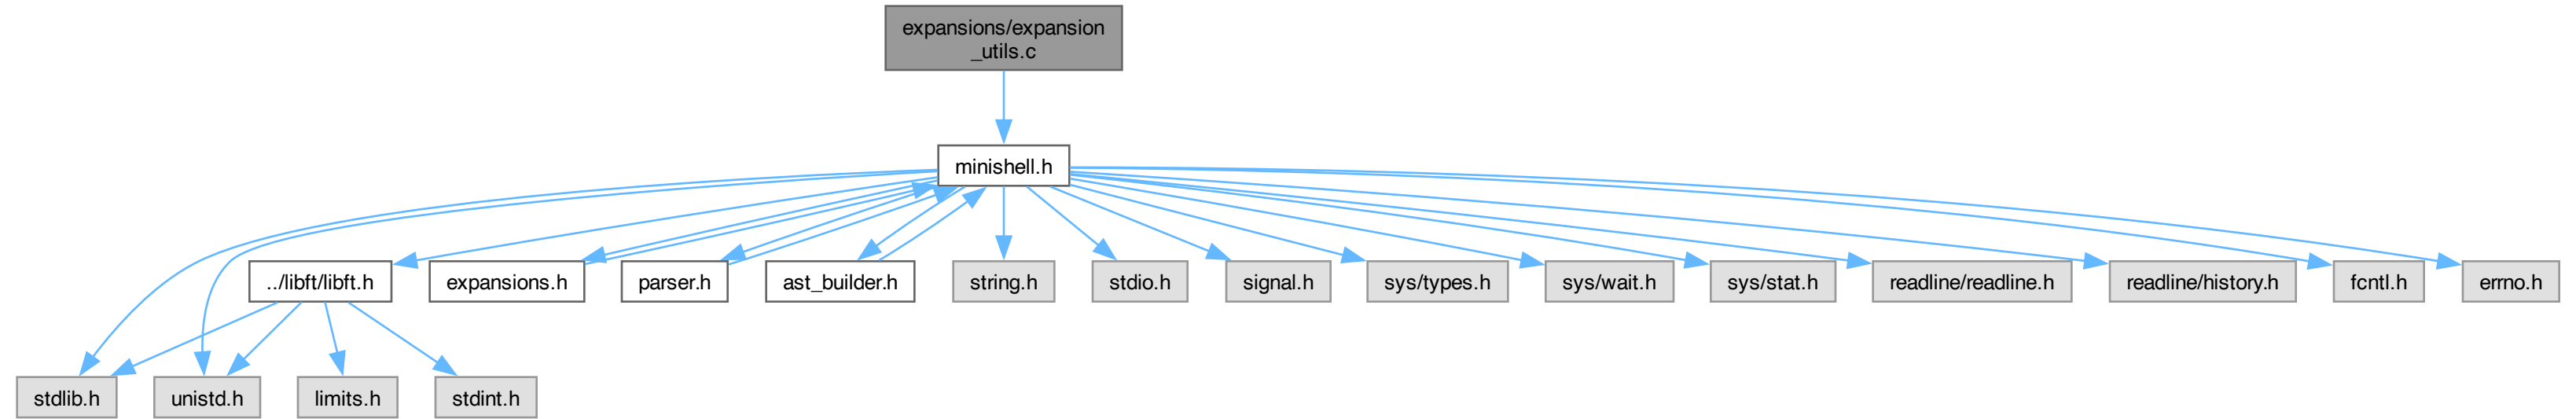 expansions/expansion
_utils.c
minishell.h
../libft/libft.h
expansions.h
parser.h
ast_builder.h
string.h
stdio.h
signal.h
sys/types.h
sys/wait.h
sys/stat.h
readline/readline.h
readline/history.h
fcntl.h
errno.h
stdlib.h
unistd.h
limits.h
stdint.h